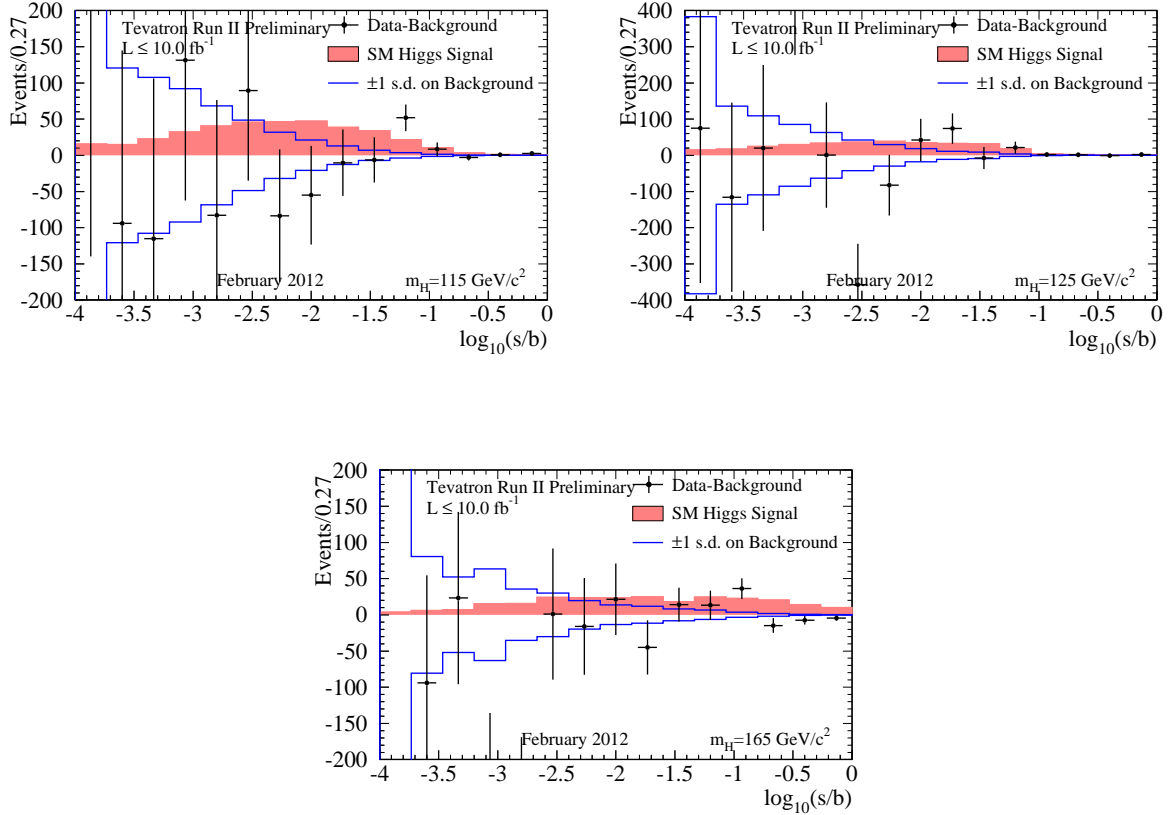 Events/0.27
200
150
100
50
0
-50
-100
-150
-200
Tevatron Run II Preliminary
L ≤ 10.0 fb-1
Data-Background
SM Higgs Signal
±1 s.d. on Background
February 2012
mH=115 GeV/c2
-4 -3.5 -3 -2.5 -2 -1.5 -1 -0.5 0
log10(s/b)
Events/0.27
400
300
200
100
0
-100
-200
-300
-400
Tevatron Run II Preliminary
L ≤ 10.0 fb-1
Data-Background
SM Higgs Signal
±1 s.d. on Background
February 2012
mH=125 GeV/c2
-4 -3.5 -3 -2.5 -2 -1.5 -1 -0.5 0
log10(s/b)
Events/0.27
200
150
100
50
0
-50
-100
-150
-200
Tevatron Run II Preliminary
L ≤ 10.0 fb-1
Data-Background
SM Higgs Signal
±1 s.d. on Background
February 2012
mH=165 GeV/c2
-4 -3.5 -3 -2.5 -2 -1.5 -1 -0.5 0
log10(s/b)